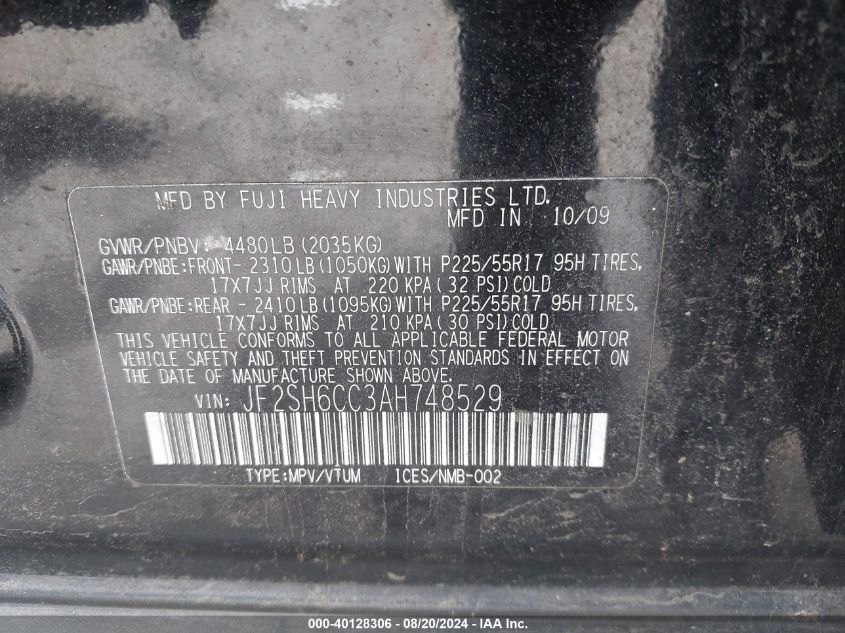 MFD BY FUJI HEAVY INDUSTRIES LTD.
MFD IN 10/09
GVWR/PNBV: 4480LB(2035KG)
GAWR/PNBE:FRONT- 2310LB(1050KG)WITH P225/55R17 95H TIRES,
17X7JJ RIMS AT 220 KPA(32 PSI)COLD
GAWR/PNBE:REAR - 2410LB(1095KG)WITH P225/55R17 95H TIRES,
17X7JJ RIMS AT 210 KPA(30 PSI)COLD
THIS VEHICLE CONFORMS TO ALL APPLICABLE FEDERAL MOTOR
VEHICLE SAFETY AND THEFT PREVENTION STANDARDS IN EFFECT ON
THE DATE OF MANUFACTURE SHOWN ABOVE.
VIN: JF2SH6CC3AH748529
TYPE:MPV/VTUM ICES/NMB-002
000-40128306 - 08/20/2024 - IAAI.com